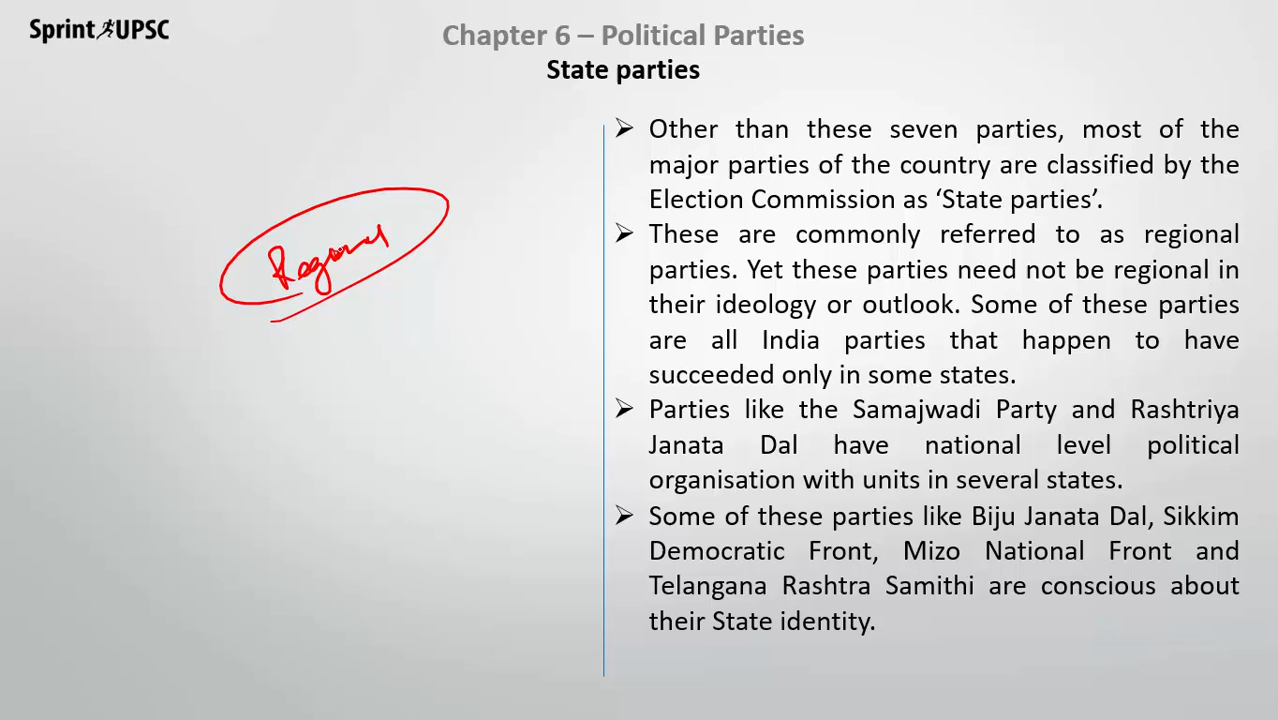 Sprint UPSC
Chapter 6 – Political Parties
State parties
Regional
➢ Other than these seven parties, most of the
major parties of the country are classified by the
Election Commission as ‘State parties’.
➢ These are commonly referred to as regional
parties. Yet these parties need not be regional in
their ideology or outlook. Some of these parties
are all India parties that happen to have
succeeded only in some states.
➢ Parties like the Samajwadi Party and Rashtriya
Janata Dal have national level political
organisation with units in several states.
➢ Some of these parties like Biju Janata Dal, Sikkim
Democratic Front, Mizo National Front and
Telangana Rashtra Samithi are conscious about
their State identity.